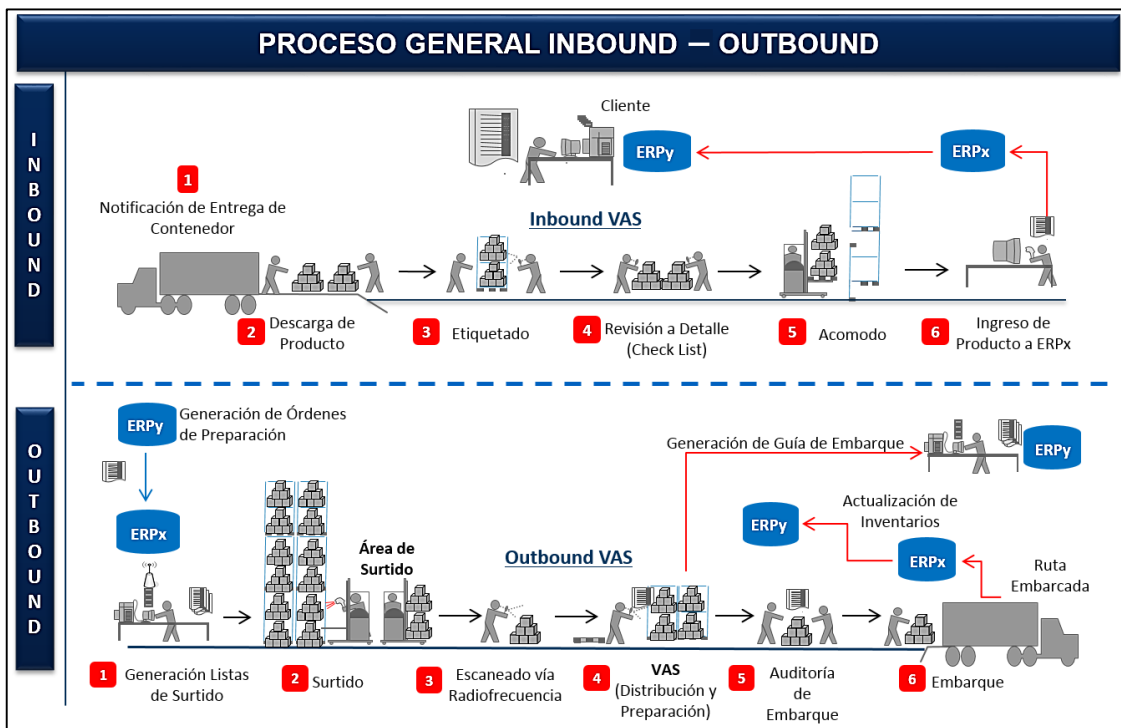 PROCESO GENERAL INBOUND – OUTBOUND
INBOUND
Cliente
ERPy
ERPx
1
Notificación de Entrega de
Contenedor
Inbound VAS
2
Descarga de
Producto
3
Etiquetado
4
Revisión a Detalle
(Check List)
5
Acomodo
6
Ingreso de
Producto a ERPx
OUTBOUND
ERPy
Generación de Órdenes
de Preparación
ERPx
Generación de Guía de Embarque
ERPy
Actualización de
Inventarios
ERPy
ERPx
Ruta
Embarcada
Área de
Surtido
Outbound VAS
1
Generación Listas
de Surtido
2
Surtido
3
Escaneado vía
Radiofrecuencia
4
VAS
(Distribución y
Preparación)
5
Auditoría
de
Embarque
6
Embarque